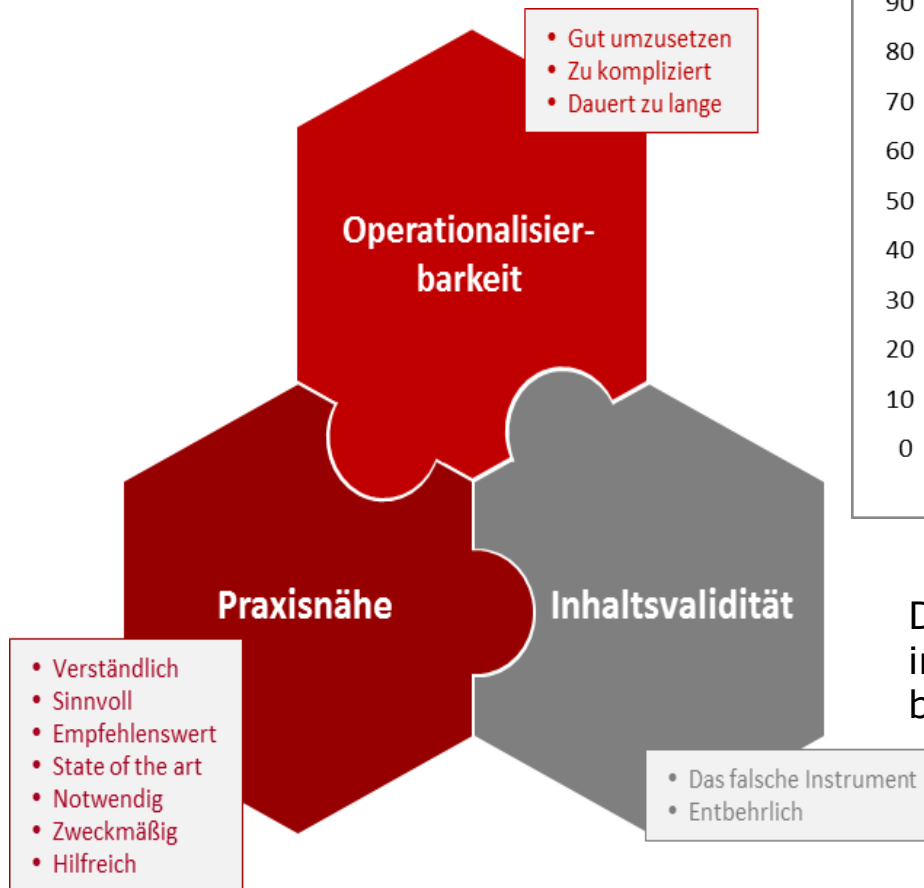 • Gut umzusetzen
• Zu kompliziert
• Dauert zu lange
Operationalisier-
barkeit
Praxisnähe
Inhaltsvalidität
• Verständlich
• Sinnvoll
• Empfehlenswert
• State of the art
• Notwendig
• Zweckmäßig
• Hilfreich
• Das falsche Instrument
• Entbehrlich
90
80
70
60
50
40
30
20
10
0